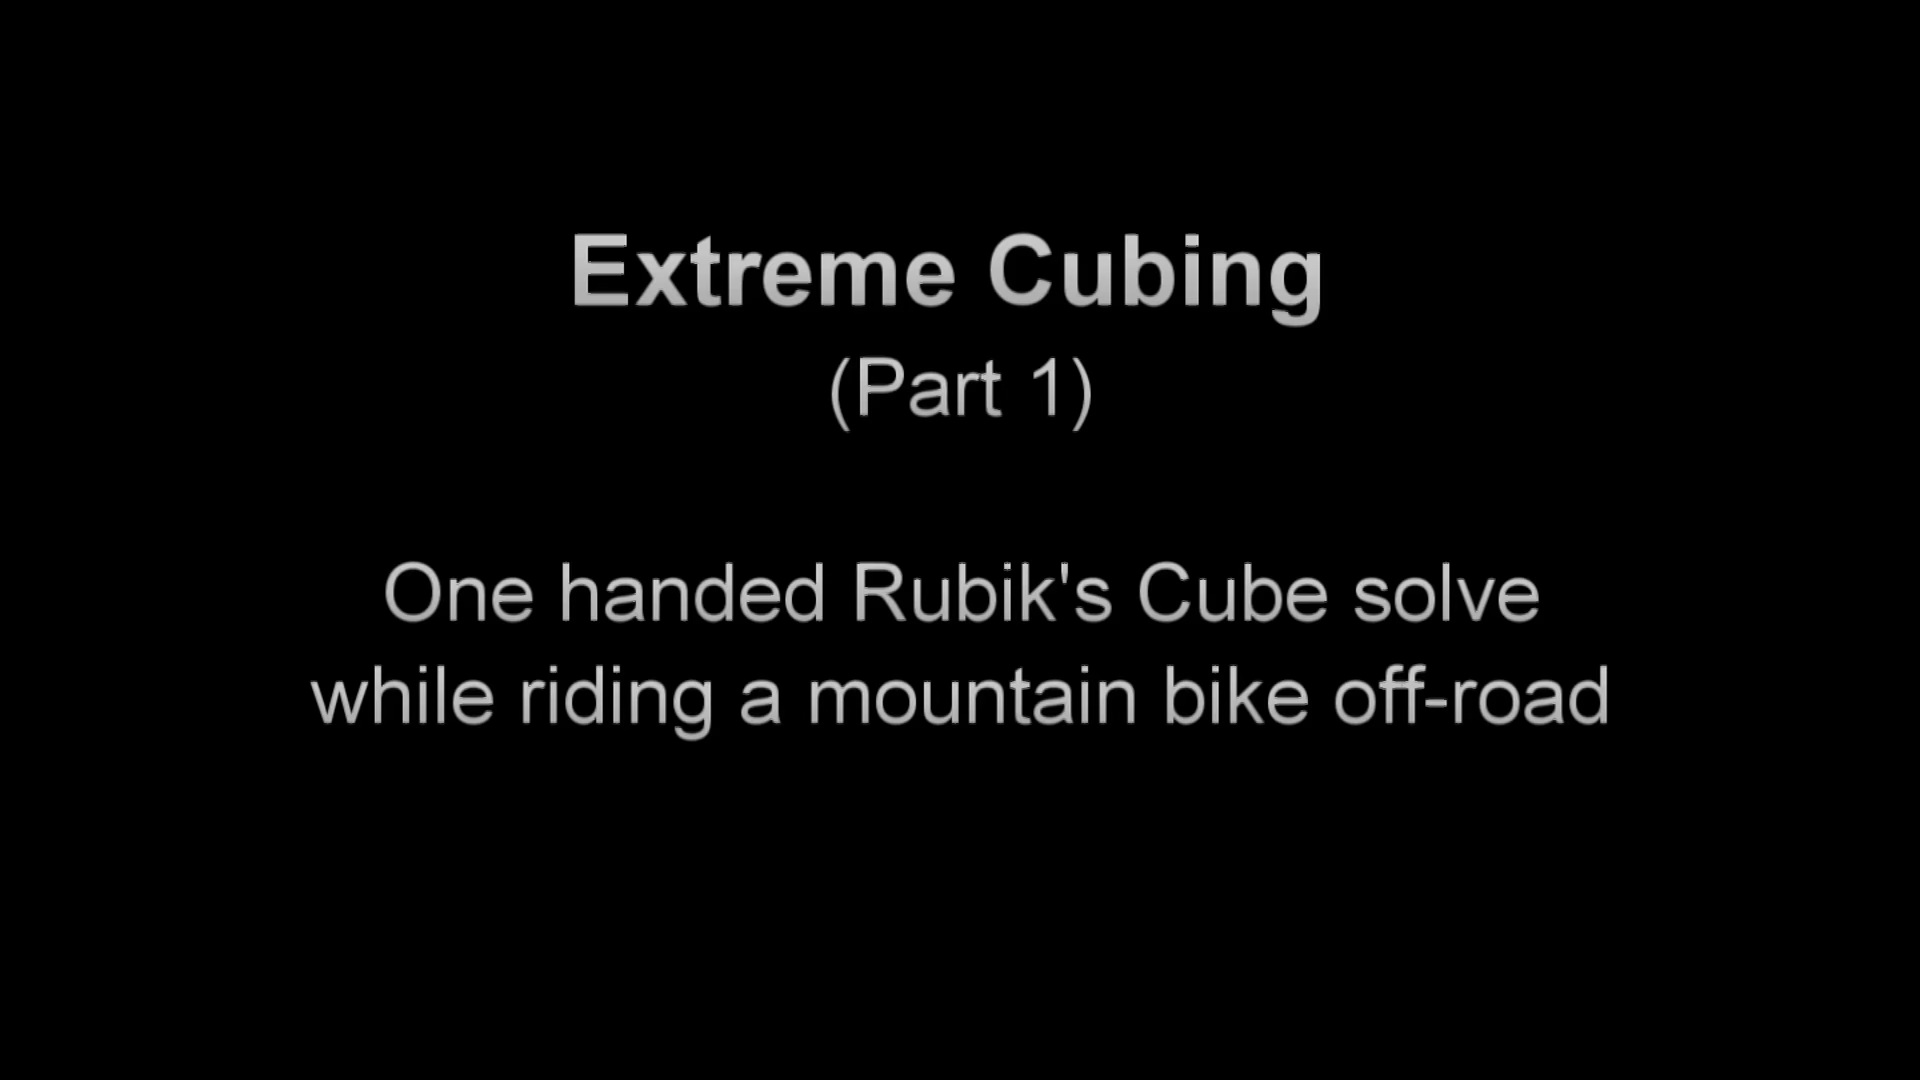 Extreme Cubing
(Part 1)
One handed Rubik's Cube solve
while riding a mountain bike off-road